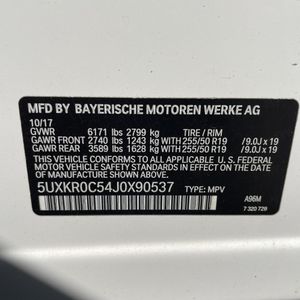 MFD BY BAYERISCHE MOTOREN WERKE AG
10/17
GVWR 6171 lbs 2799 kg TIRE / RIM
GAWR FRONT 2740 lbs 1243 kg WITH 255/50 R19 /9.0J x 19
GAWR REAR 3589 lbs 1628 kg WITH 255/50 R19 /9.0J x 19
THIS VEHICLE CONFORMS TO ALL APPLICABLE U. S. FEDERAL
MOTOR VEHICLE SAFETY STANDARDS IN EFFECT ON THE DATE
OF MANUFACTURE SHOWN ABOVE.
5UXKR0C54J0X90537 TYPE: MPV
A96M
7 320 729